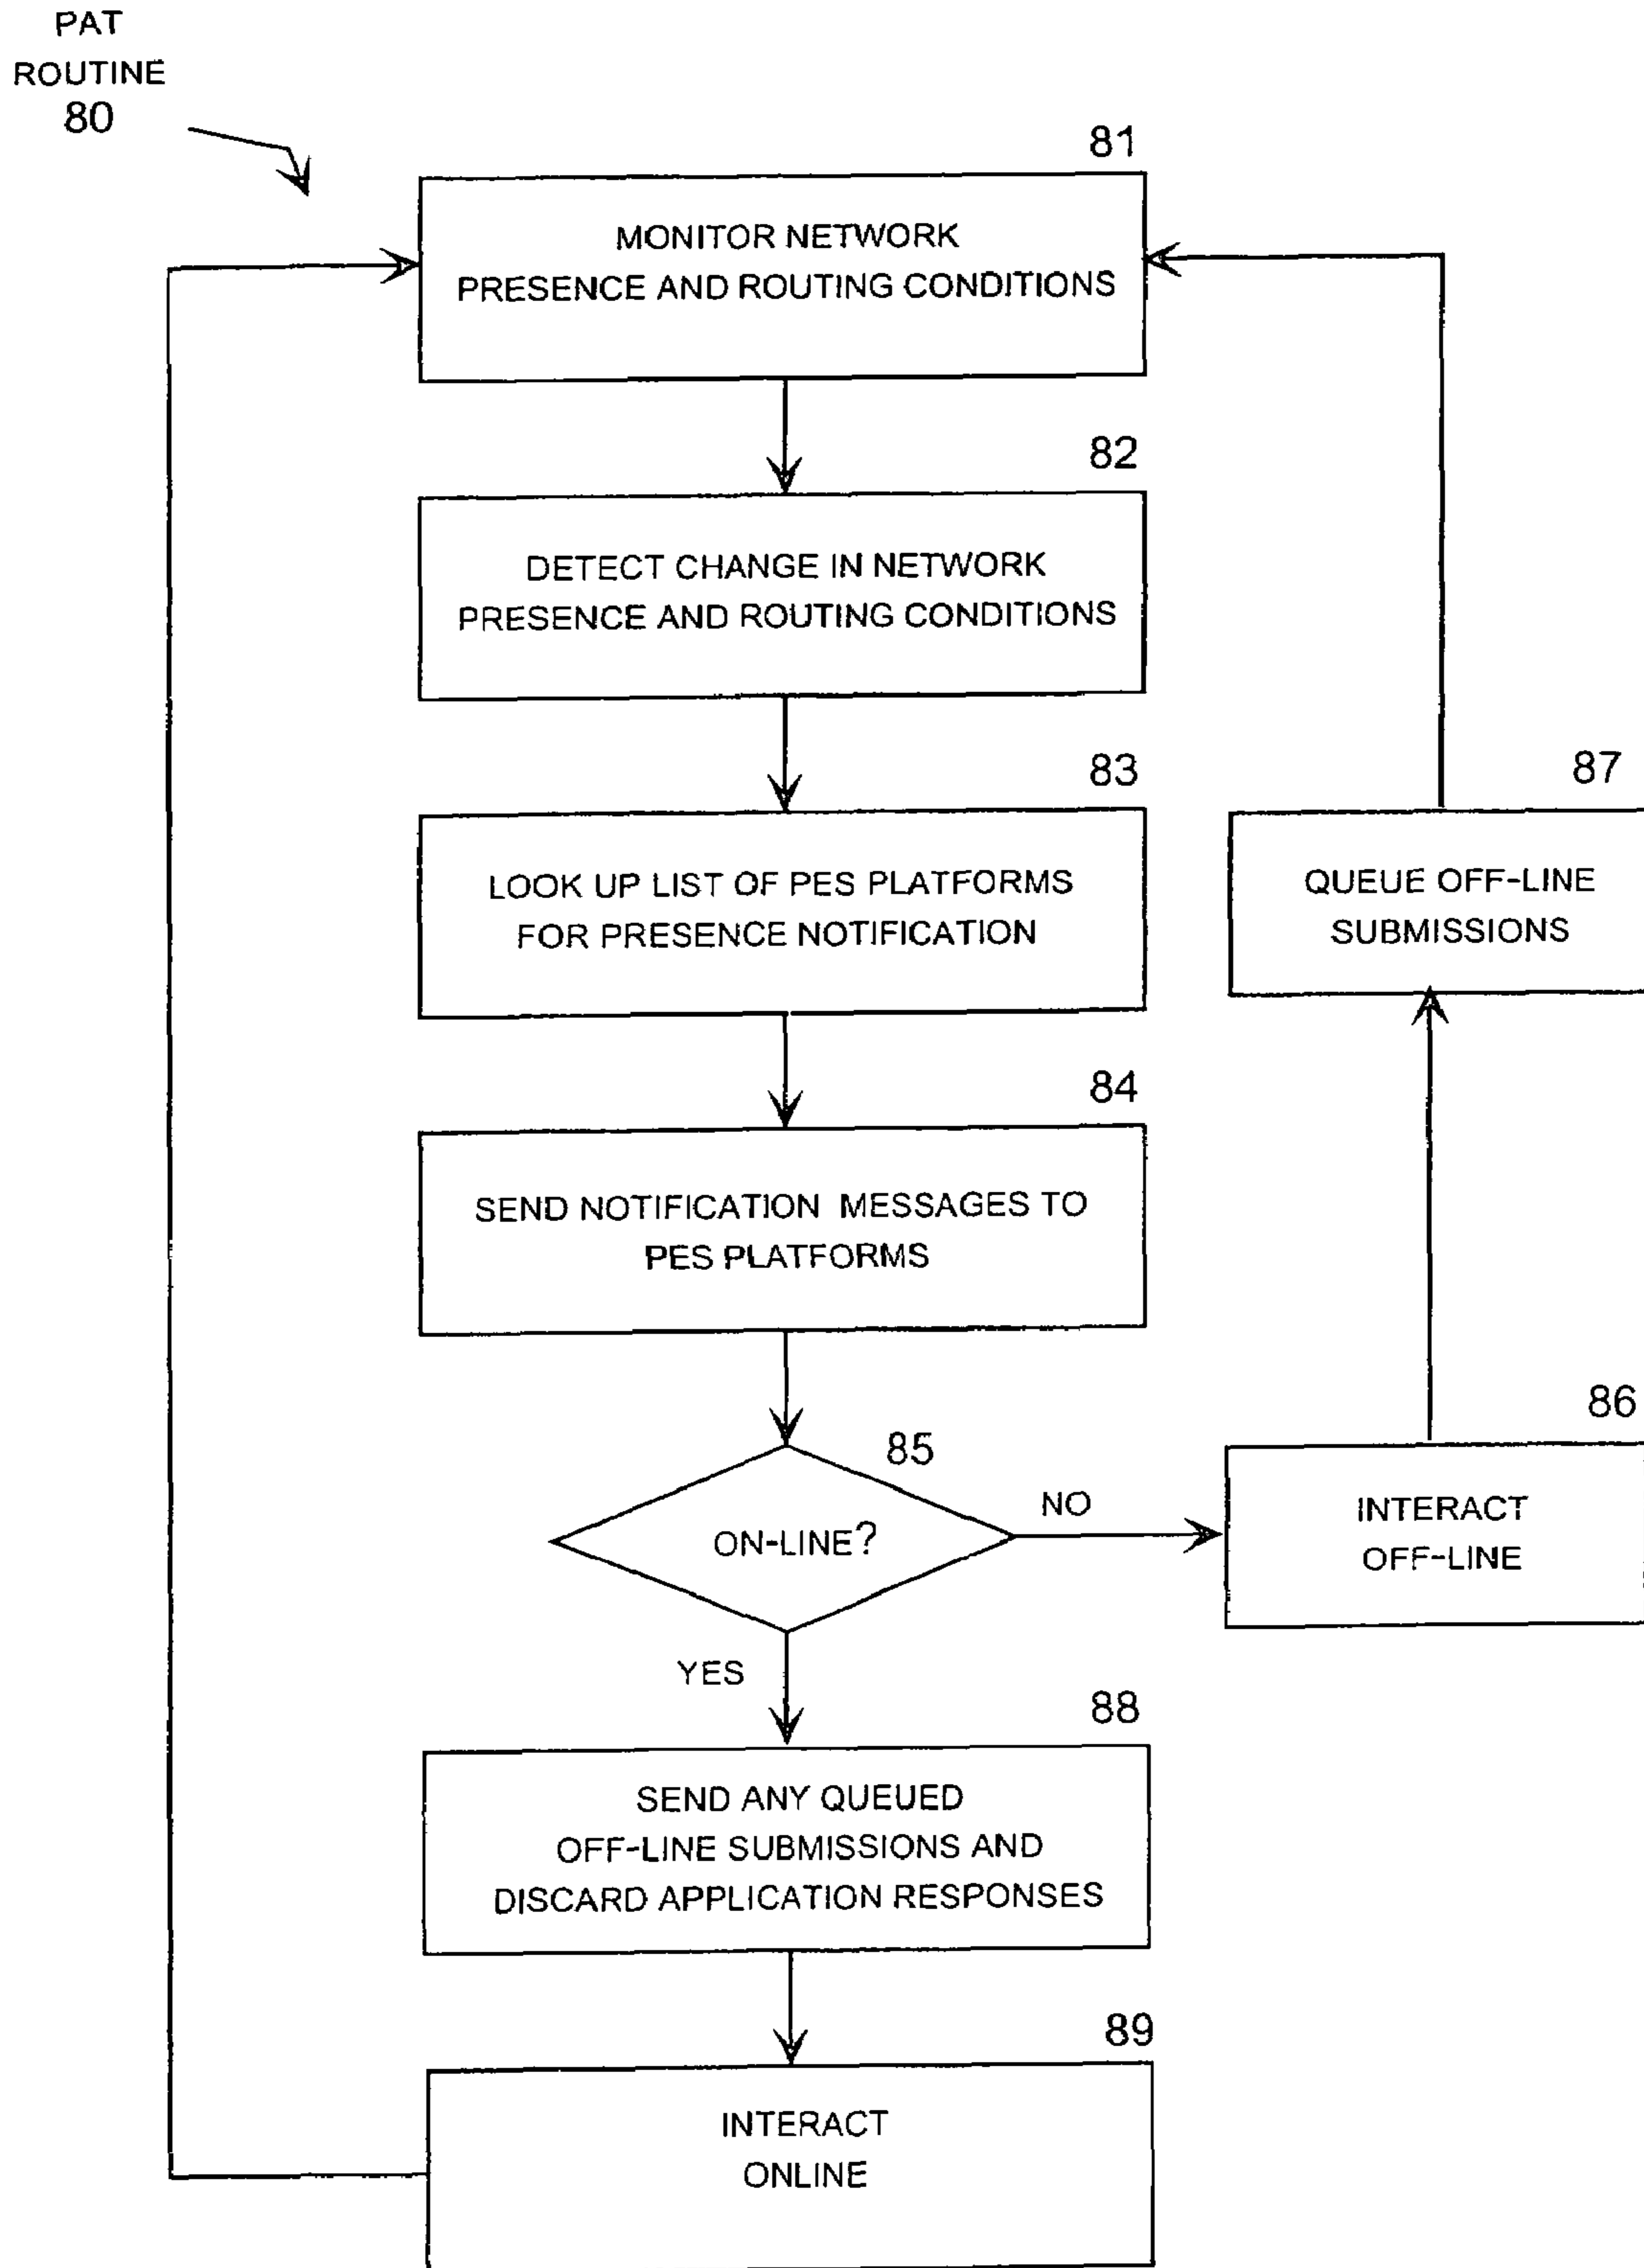 PAT
ROUTINE
80
81
MONITOR NETWORK
PRESENCE AND ROUTING CONDITIONS
82
DETECT CHANGE IN NETWORK
PRESENCE AND ROUTING CONDITIONS
83
LOOK UP LIST OF PES PLATFORMS
FOR PRESENCE NOTIFICATION
87
QUEUE OFF-LINE
SUBMISSIONS
84
SEND NOTIFICATION MESSAGES TO
PES PLATFORMS
85
ON-LINE?
NO
86
INTERACT
OFF-LINE
YES
88
SEND ANY QUEUED
OFF-LINE SUBMISSIONS AND
DISCARD APPLICATION RESPONSES
89
INTERACT
ONLINE